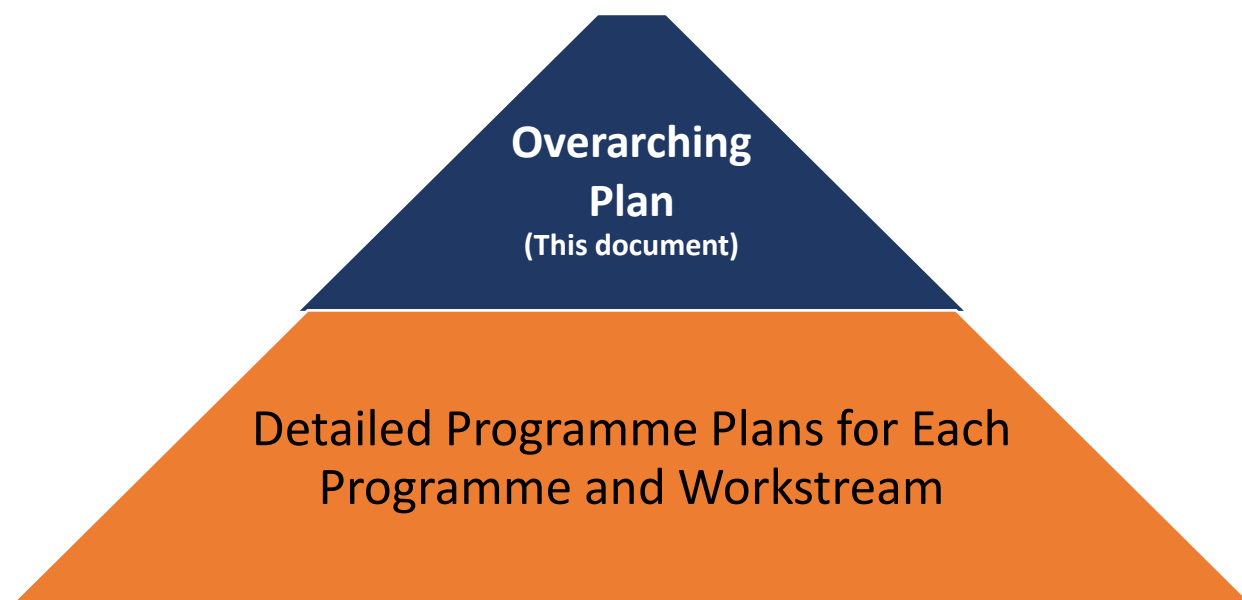 Overarching
Plan
(This document)
Detailed Programme Plans for Each
Programme and Workstream